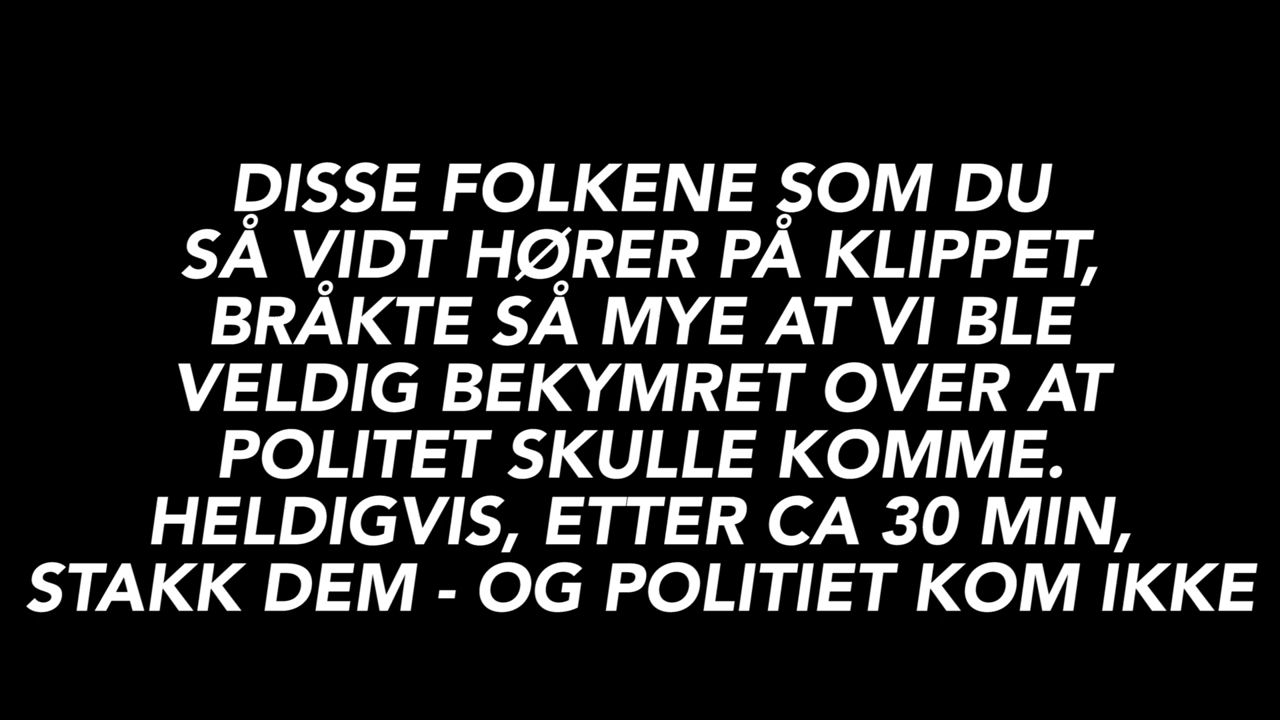 DISSE FOLKENE SOM DU
SÅ VIDT HØRER PÅ KLIPPET,
BRÅKTE SÅ MYE AT VI BLE
VELDIG BEKYMRET OVER AT
POLITET SKULLE KOMME.
HELDIGVIS, ETTER CA 30 MIN,
STAKK DEM - OG POLITIET KOM IKKE